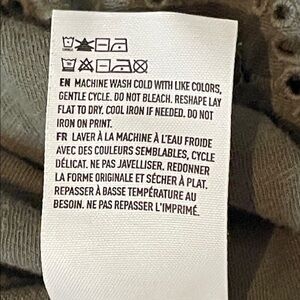 EN MACHINE WASH COLD WITH LIKE COLORS,
GENTLE CYCLE. DO NOT BLEACH. RESHAPE LAY
FLAT TO DRY, COOL IRON IF NEEDED. DO NOT
IRON ON PRINT.
FR LAVER À LA MACHINE À L'EAU FROIDE
AVEC DES COULEURS SEMBLABLES, CYCLE
DÉLICAT. NE PAS JAVELLISER. REDONNER
LA FORME ORIGINALE ET SÉCHER À PLAT.
REPASSER À BASSE TEMPÉRATURE AU
BESOIN. NE PAS REPASSER L'IMPRIMÉ.